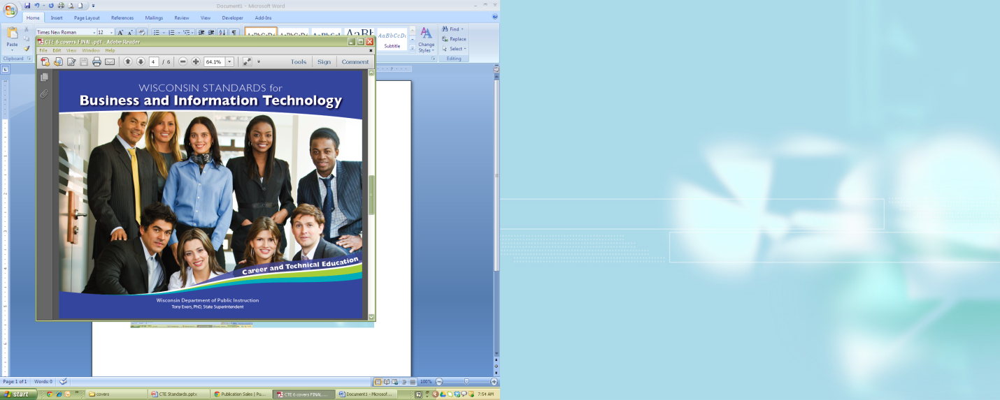 Document1 - Microsoft Word
Home Insert Page Layout References Mailings Review View Developer Add-Ins
Times New Roman 12
Paste
Clipboard
AaBbCcDc
Subtitle
Change
Styles
Find
Replace
Select
Editing
CTE 6 covers FINAL.pdf - Adobe Reader
File Edit View Window Help
4 / 6 64.1% Tools Sign Comment
WISCONSIN STANDARDS for
Business and Information Technology
Career and Technical Education
Wisconsin Department of Public Instruction
Tony Evers, PhD, State Superintendent
Page: 1 of 1 Words: 0 100%
start covers CTE Standards.pptx Publication Sales | Pu... CTE 6 covers FINAL.... Document1 - Microsof... 7:54 AM